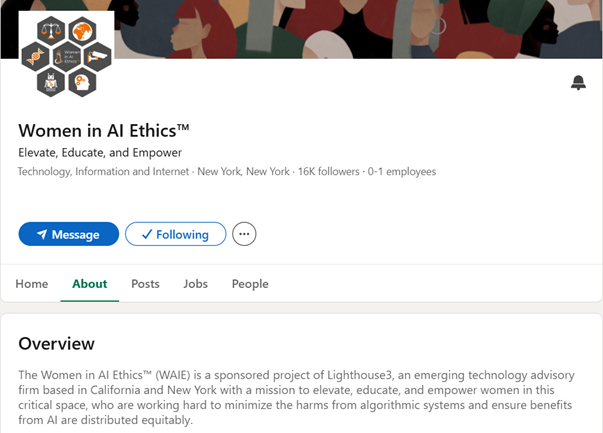 Women
in AI
Ethics
Women in AI Ethics™
Elevate, Educate, and Empower
Technology, Information and Internet · New York, New York · 16K followers · 0-1 employees
Message
Following
Home About Posts Jobs People
Overview
The Women in AI Ethics™ (WAIE) is a sponsored project of Lighthouse3, an emerging technology advisory
firm based in California and New York with a mission to elevate, educate, and empower women in this
critical space, who are working hard to minimize the harms from algorithmic systems and ensure benefits
from AI are distributed equitably.